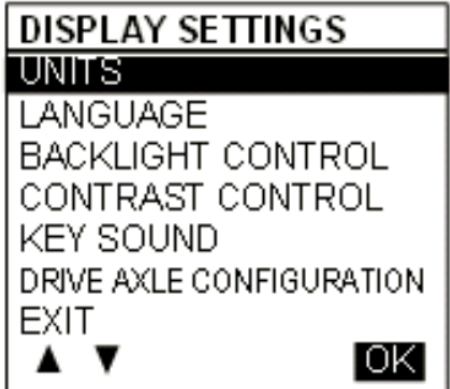 DISPLAY SETTINGS
UNITS
LANGUAGE
BACKLIGHT CONTROL
CONTRAST CONTROL
KEY SOUND
DRIVE AXLE CONFIGURATION
EXIT
▲ ▼ OK